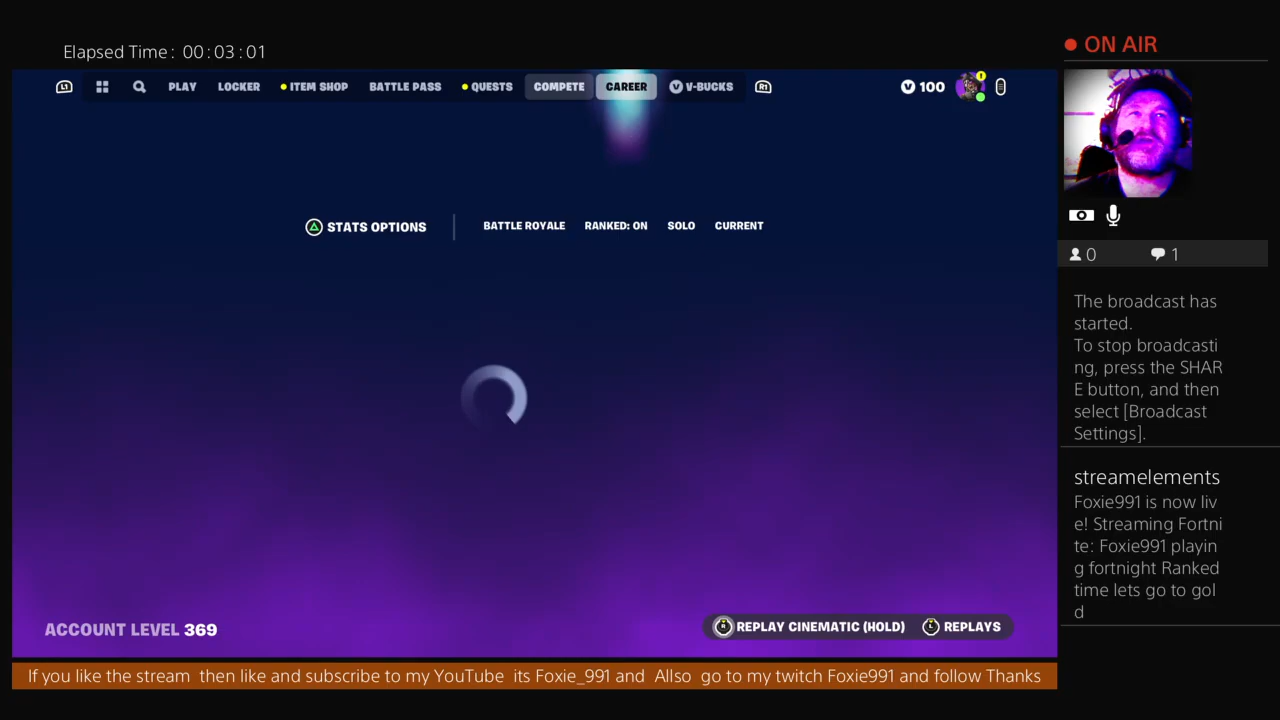 Elapsed Time: 00:03:01
ON AIR
L1 PLAY LOCKER ITEM SHOP BATTLE PASS QUESTS COMPETE CAREER V V-BUCKS R1 V 100
STATS OPTIONS BATTLE ROYALE RANKED: ON SOLO CURRENT
0 1
The broadcast has
started.
To stop broadcasti
ng, press the SHAR
E button, and then
select [Broadcast
Settings].
streamelements
Foxie991 is now liv
e! Streaming Fortni
te: Foxie991 playin
g fortnight Ranked
time lets go to gol
d
ACCOUNT LEVEL 369
R REPLAY CINEMATIC (HOLD) L REPLAYS
If you like the stream then like and subscribe to my YouTube its Foxie_991 and Allso go to my twitch Foxie991 and follow Thanks